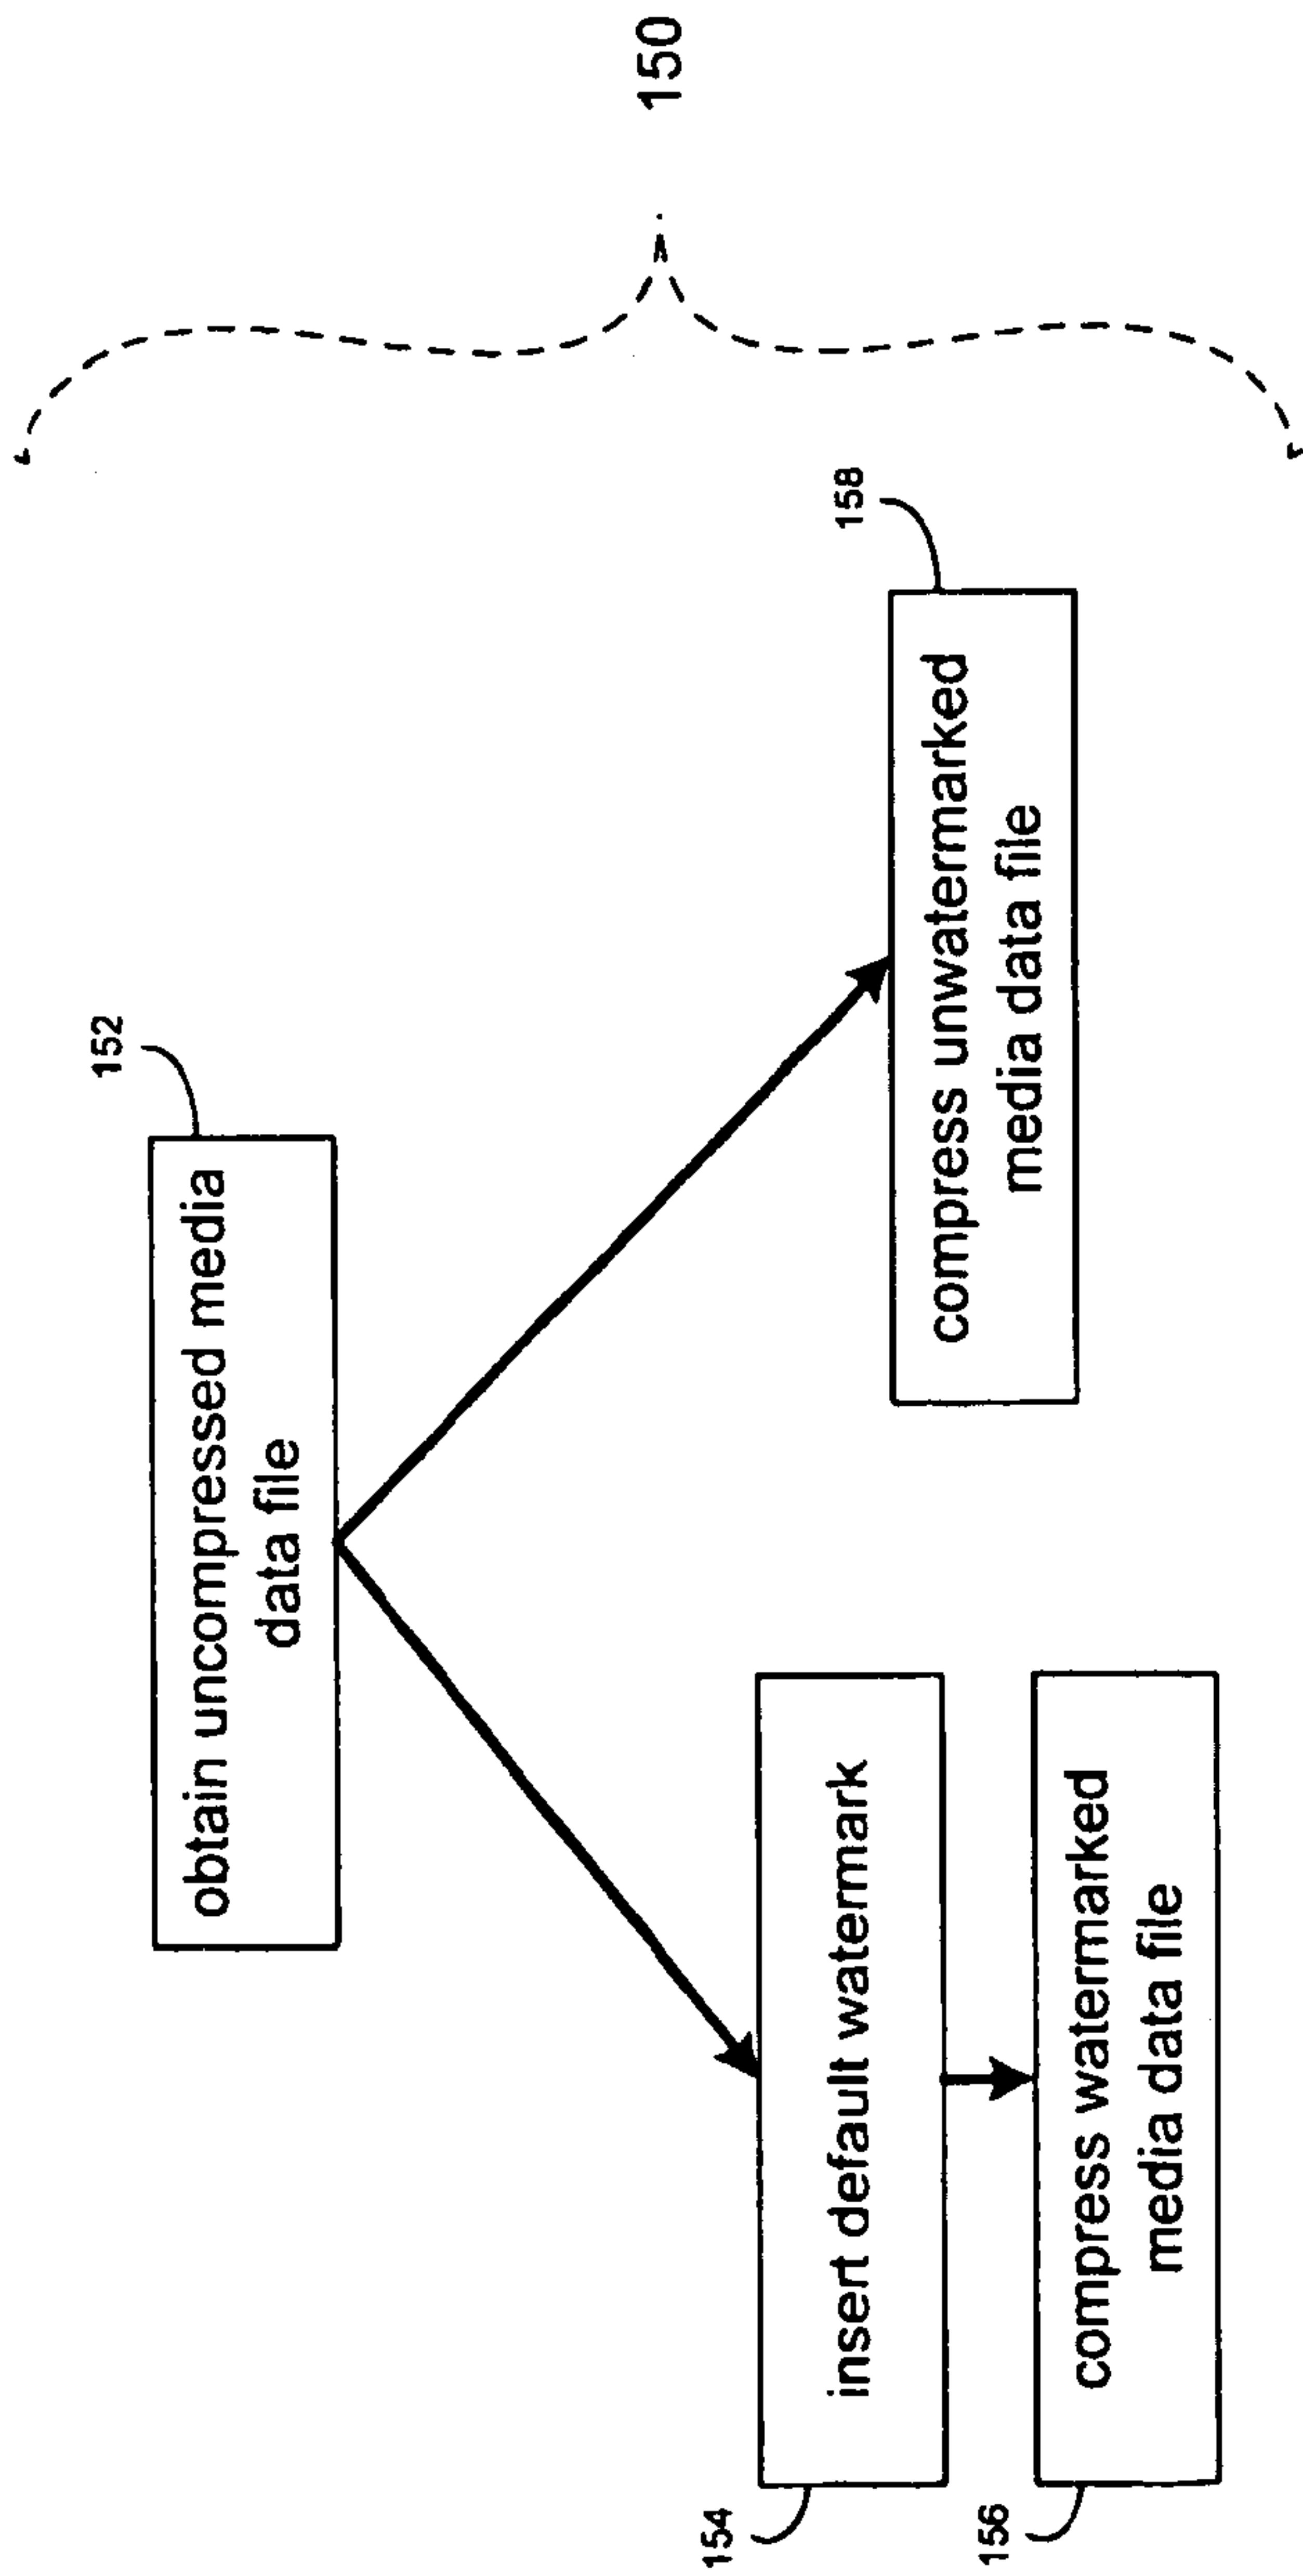 152
obtain uncompressed media
data file
154
insert default watermark
156
compress watermarked
media data file
158
compress unwatermarked
media data file
150